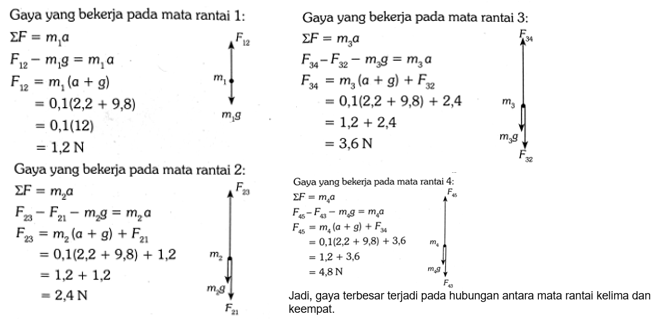 Gaya yang bekerja pada mata rantai 1:
ΣF = m₁a
F₁₂ − m₁g = m₁a
F₁₂ = m₁(a + g)
= 0,1(2,2 + 9,8)
= 0,1(12)
= 1,2 N
F₁₂
m₁
m₁g
Gaya yang bekerja pada mata rantai 2:
ΣF = m₂a
F₂₃ − F₂₁ − m₂g = m₂a
F₂₃ = m₂(a + g) + F₂₁
= 0,1(2,2 + 9,8) + 1,2
= 1,2 + 1,2
= 2,4 N
F₂₃
m₂
m₂g
F₂₁
Gaya yang bekerja pada mata rantai 3:
ΣF = m₃a
F₃₄ − F₃₂ − m₃g = m₃a
F₃₄ = m₃(a + g) + F₃₂
= 0,1(2,2 + 9,8) + 2,4
= 1,2 + 2,4
= 3,6 N
F₃₄
m₃
m₃g
F₃₂
Gaya yang bekerja pada mata rantai 4:
ΣF = m₄a
F₄₅ − F₄₃ − m₄g = m₄a
F₄₅ = m₄(a + g) + F₃₄
= 0,1(2,2 + 9,8) + 3,6
= 1,2 + 3,6
= 4,8 N
F₄₅
m₄
m₄g
F₄₃
Jadi, gaya terbesar terjadi pada hubungan antara mata rantai kelima dan
keempat.